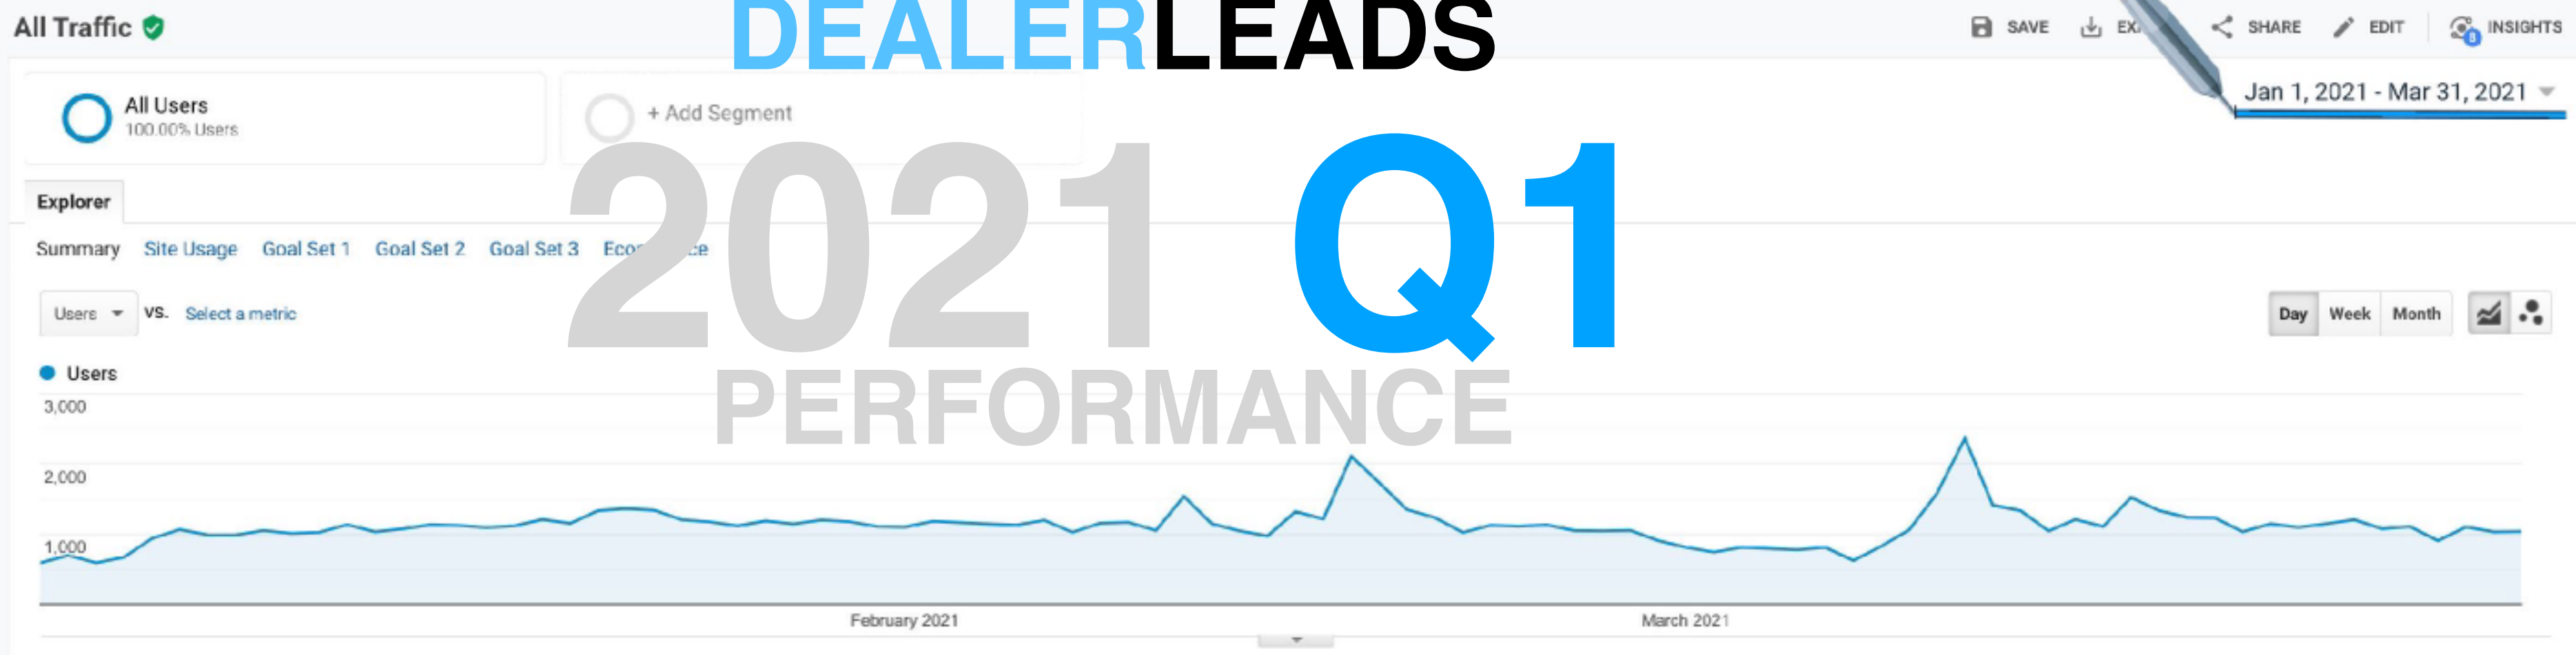 All Traffic
DEALERLEADS
SAVE
SHARE
EDIT
8
INSIGHTS
All Users
100.00% Users
+ Add Segment
Jan 1, 2021 - Mar 31, 2021
2021 Q1
PERFORMANCE
Explorer
Summary Site Usage Goal Set 1 Goal Set 2 Goal Set 3
Users VS. Select a metric
Day Week Month
Users
3,000
2,000
1,000
February 2021
March 2021